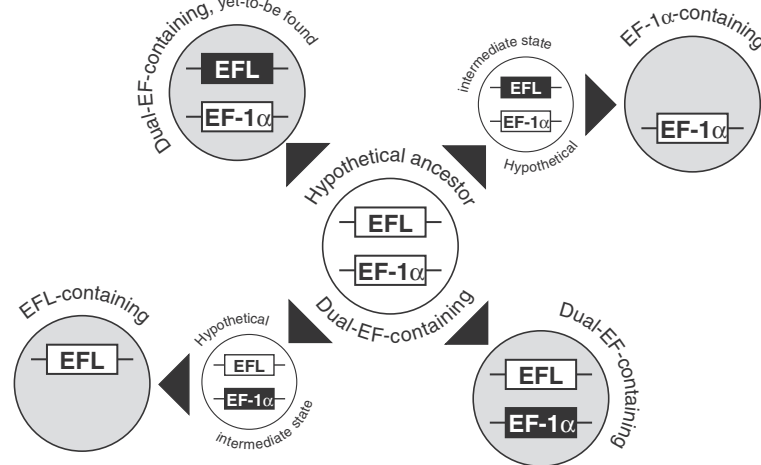 Dual-EF-containing, yet-to-be found
EFL
EF-1α
intermediate state
EFL
EF-1α
Hypothetical
EF-1α-containing
EF-1α
Hypothetical ancestor
EFL
EF-1α
Dual-EF-containing
EFL-containing
EFL
Hypothetical
EFL
EF-1α
intermediate state
Dual-EF-containing
EFL
EF-1α